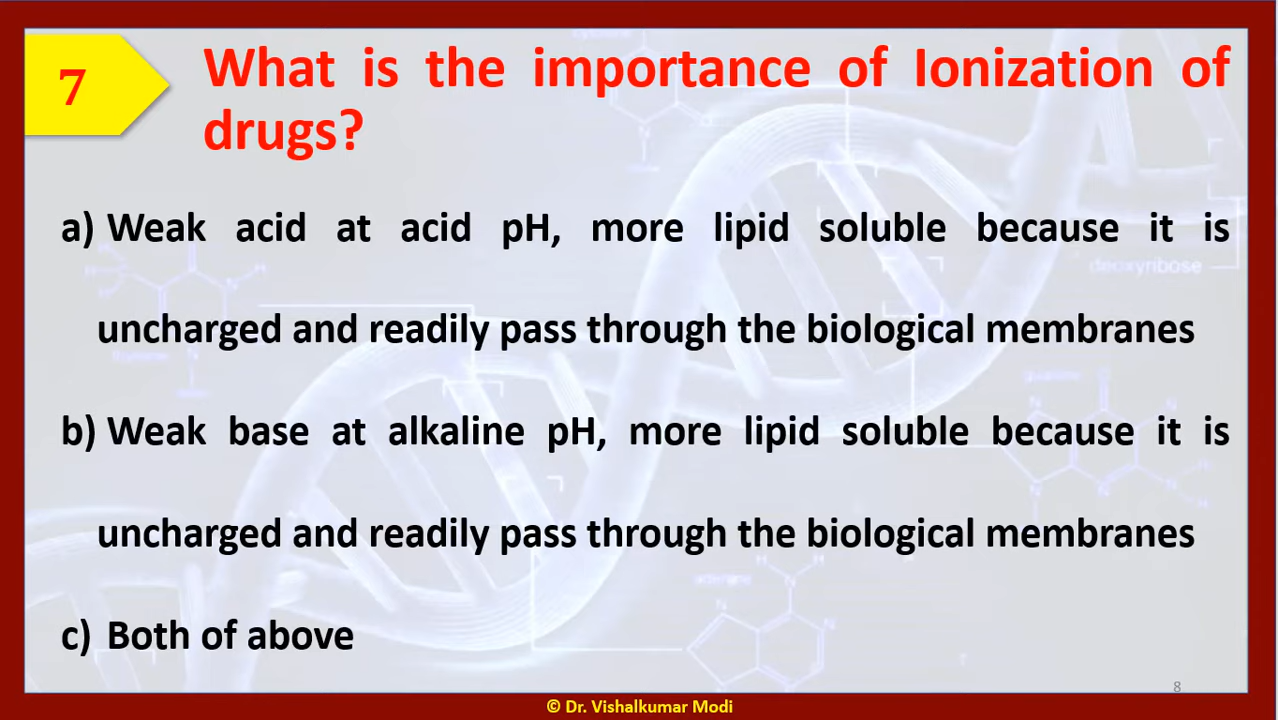 7
What is the importance of Ionization of
drugs?
a) Weak acid at acid pH, more lipid soluble because it is
uncharged and readily pass through the biological membranes
deoxyribose
b) Weak base at alkaline pH, more lipid soluble because it is
uncharged and readily pass through the biological membranes
c) Both of above
8
© Dr. Vishalkumar Modi